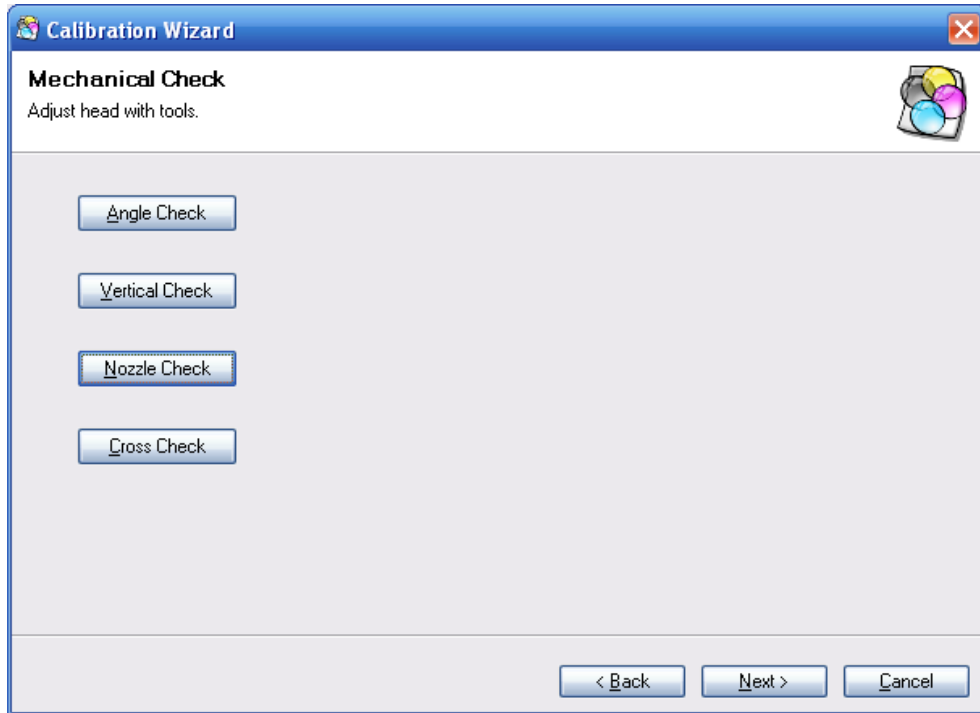 Calibration Wizard
Mechanical Check
Adjust head with tools.
Angle Check
Vertical Check
Nozzle Check
Cross Check
< Back Next > Cancel